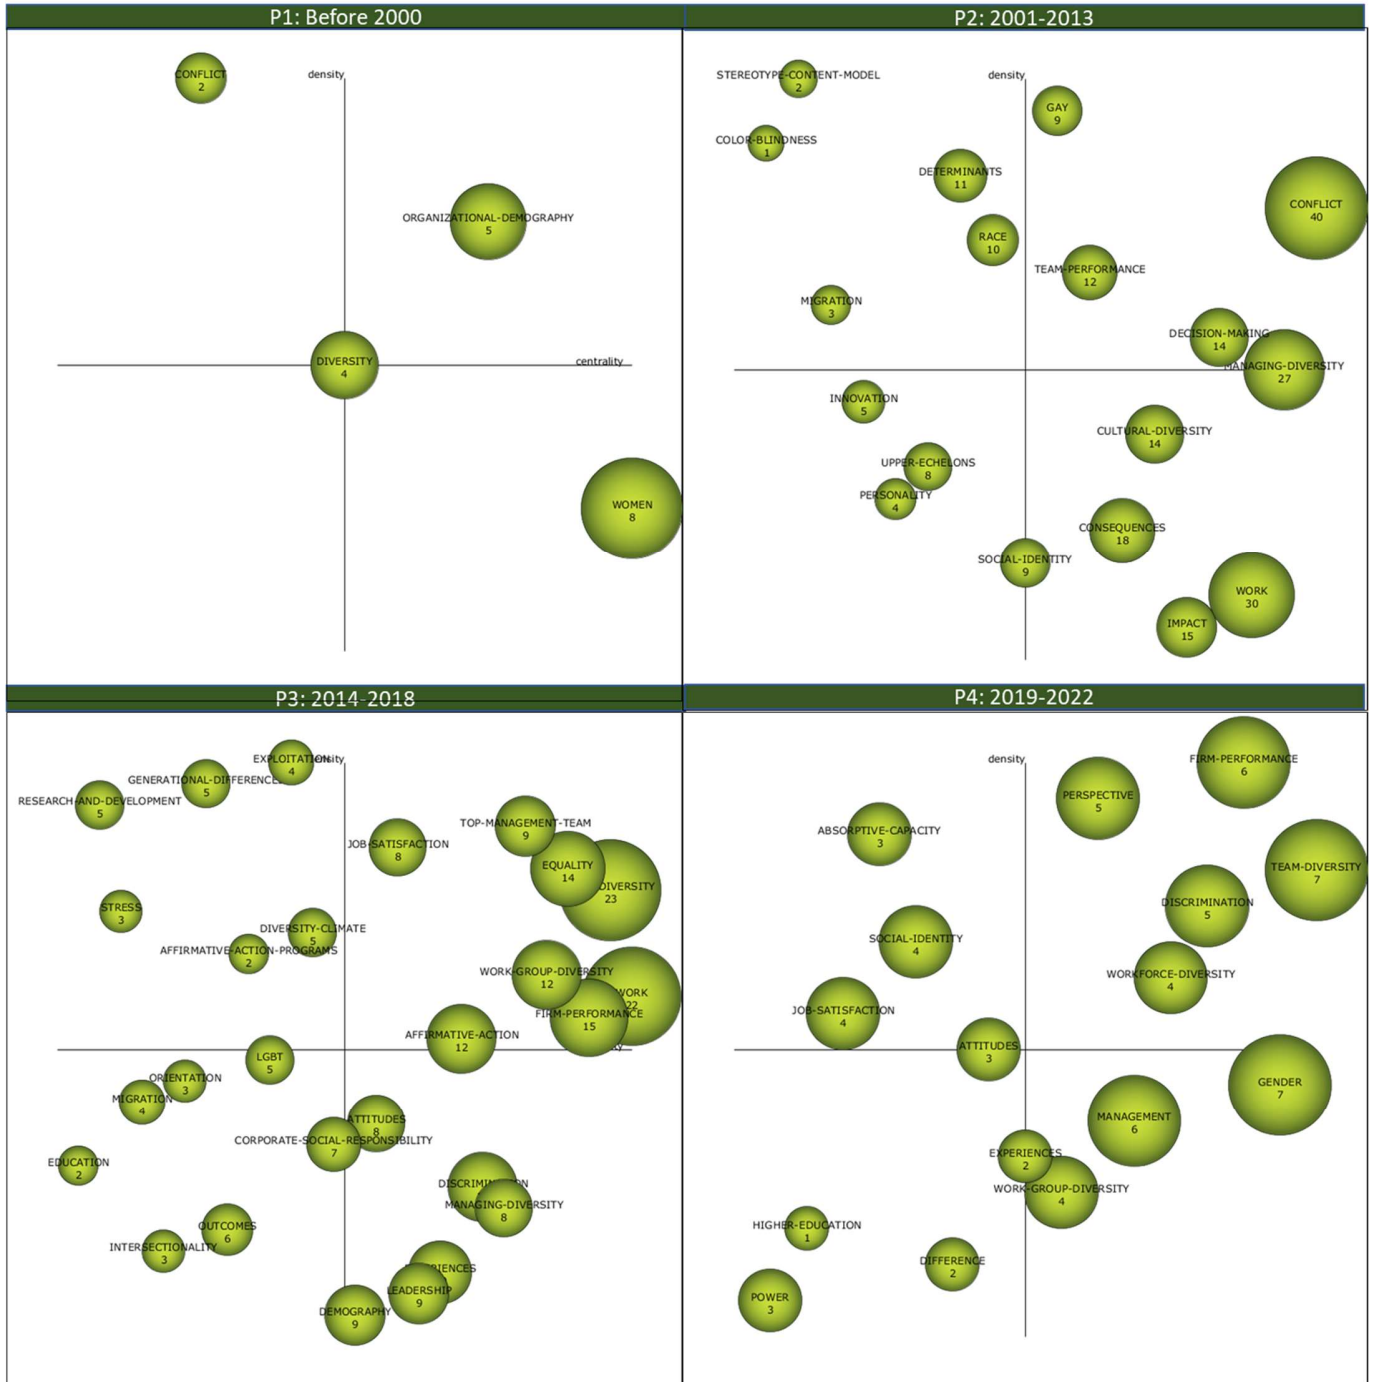 P1: Before 2000
P2: 2001-2013
CONFLICT
2
density
ORGANIZATIONAL-DEMOGRAPHY
5
DIVERSITY
4
centrality
WOMEN
8
STEREOTYPE-CONTENT-MODEL
2
density
GAY
9
COLOR-BLINDNESS
1
DETERMINANTS
11
CONFLICT
40
RACE
10
TEAM-PERFORMANCE
12
MIGRATION
3
DECISION-MAKING
14
MANAGING-DIVERSITY
27
INNOVATION
5
CULTURAL-DIVERSITY
14
UPPER-ECHELONS
8
PERSONALITY
4
CONSEQUENCES
18
SOCIAL-IDENTITY
9
WORK
30
IMPACT
15
P3: 2014-2018
P4: 2019-2022
EXPLOITATION
4
GENERATIONAL-DIFFERENCE
5
RESEARCH-AND-DEVELOPMENT
5
TOP-MANAGEMENT-TEAM
9
JOB-SATISFACTION
8
EQUALITY
14
DIVERSITY
23
STRESS
3
DIVERSITY-CLIMATE
5
AFFIRMATIVE-ACTION-PROGRAMS
2
WORK-GROUP-DIVERSITY
12
WORK
22
FIRM-PERFORMANCE
15
AFFIRMATIVE-ACTION
12
LGBT
5
ORIENTATION
3
MIGRATION
4
ATTITUDES
8
CORPORATE-SOCIAL-RESPONSIBILITY
7
EDUCATION
2
MANAGING-DIVERSITY
8
OUTCOMES
6
INTERSECTIONALITY
3
LEADERSHIP
9
DEMOGRAPHY
9
density
FIRM-PERFORMANCE
6
PERSPECTIVE
5
ABSORPTIVE-CAPACITY
3
TEAM-DIVERSITY
7
DISCRIMINATION
5
SOCIAL-IDENTITY
4
WORKFORCE-DIVERSITY
4
JOB-SATISFACTION
4
ATTITUDES
3
GENDER
7
MANAGEMENT
6
EXPERIENCES
2
WORK-GROUP-DIVERSITY
4
HIGHER-EDUCATION
1
DIFFERENCE
2
POWER
3